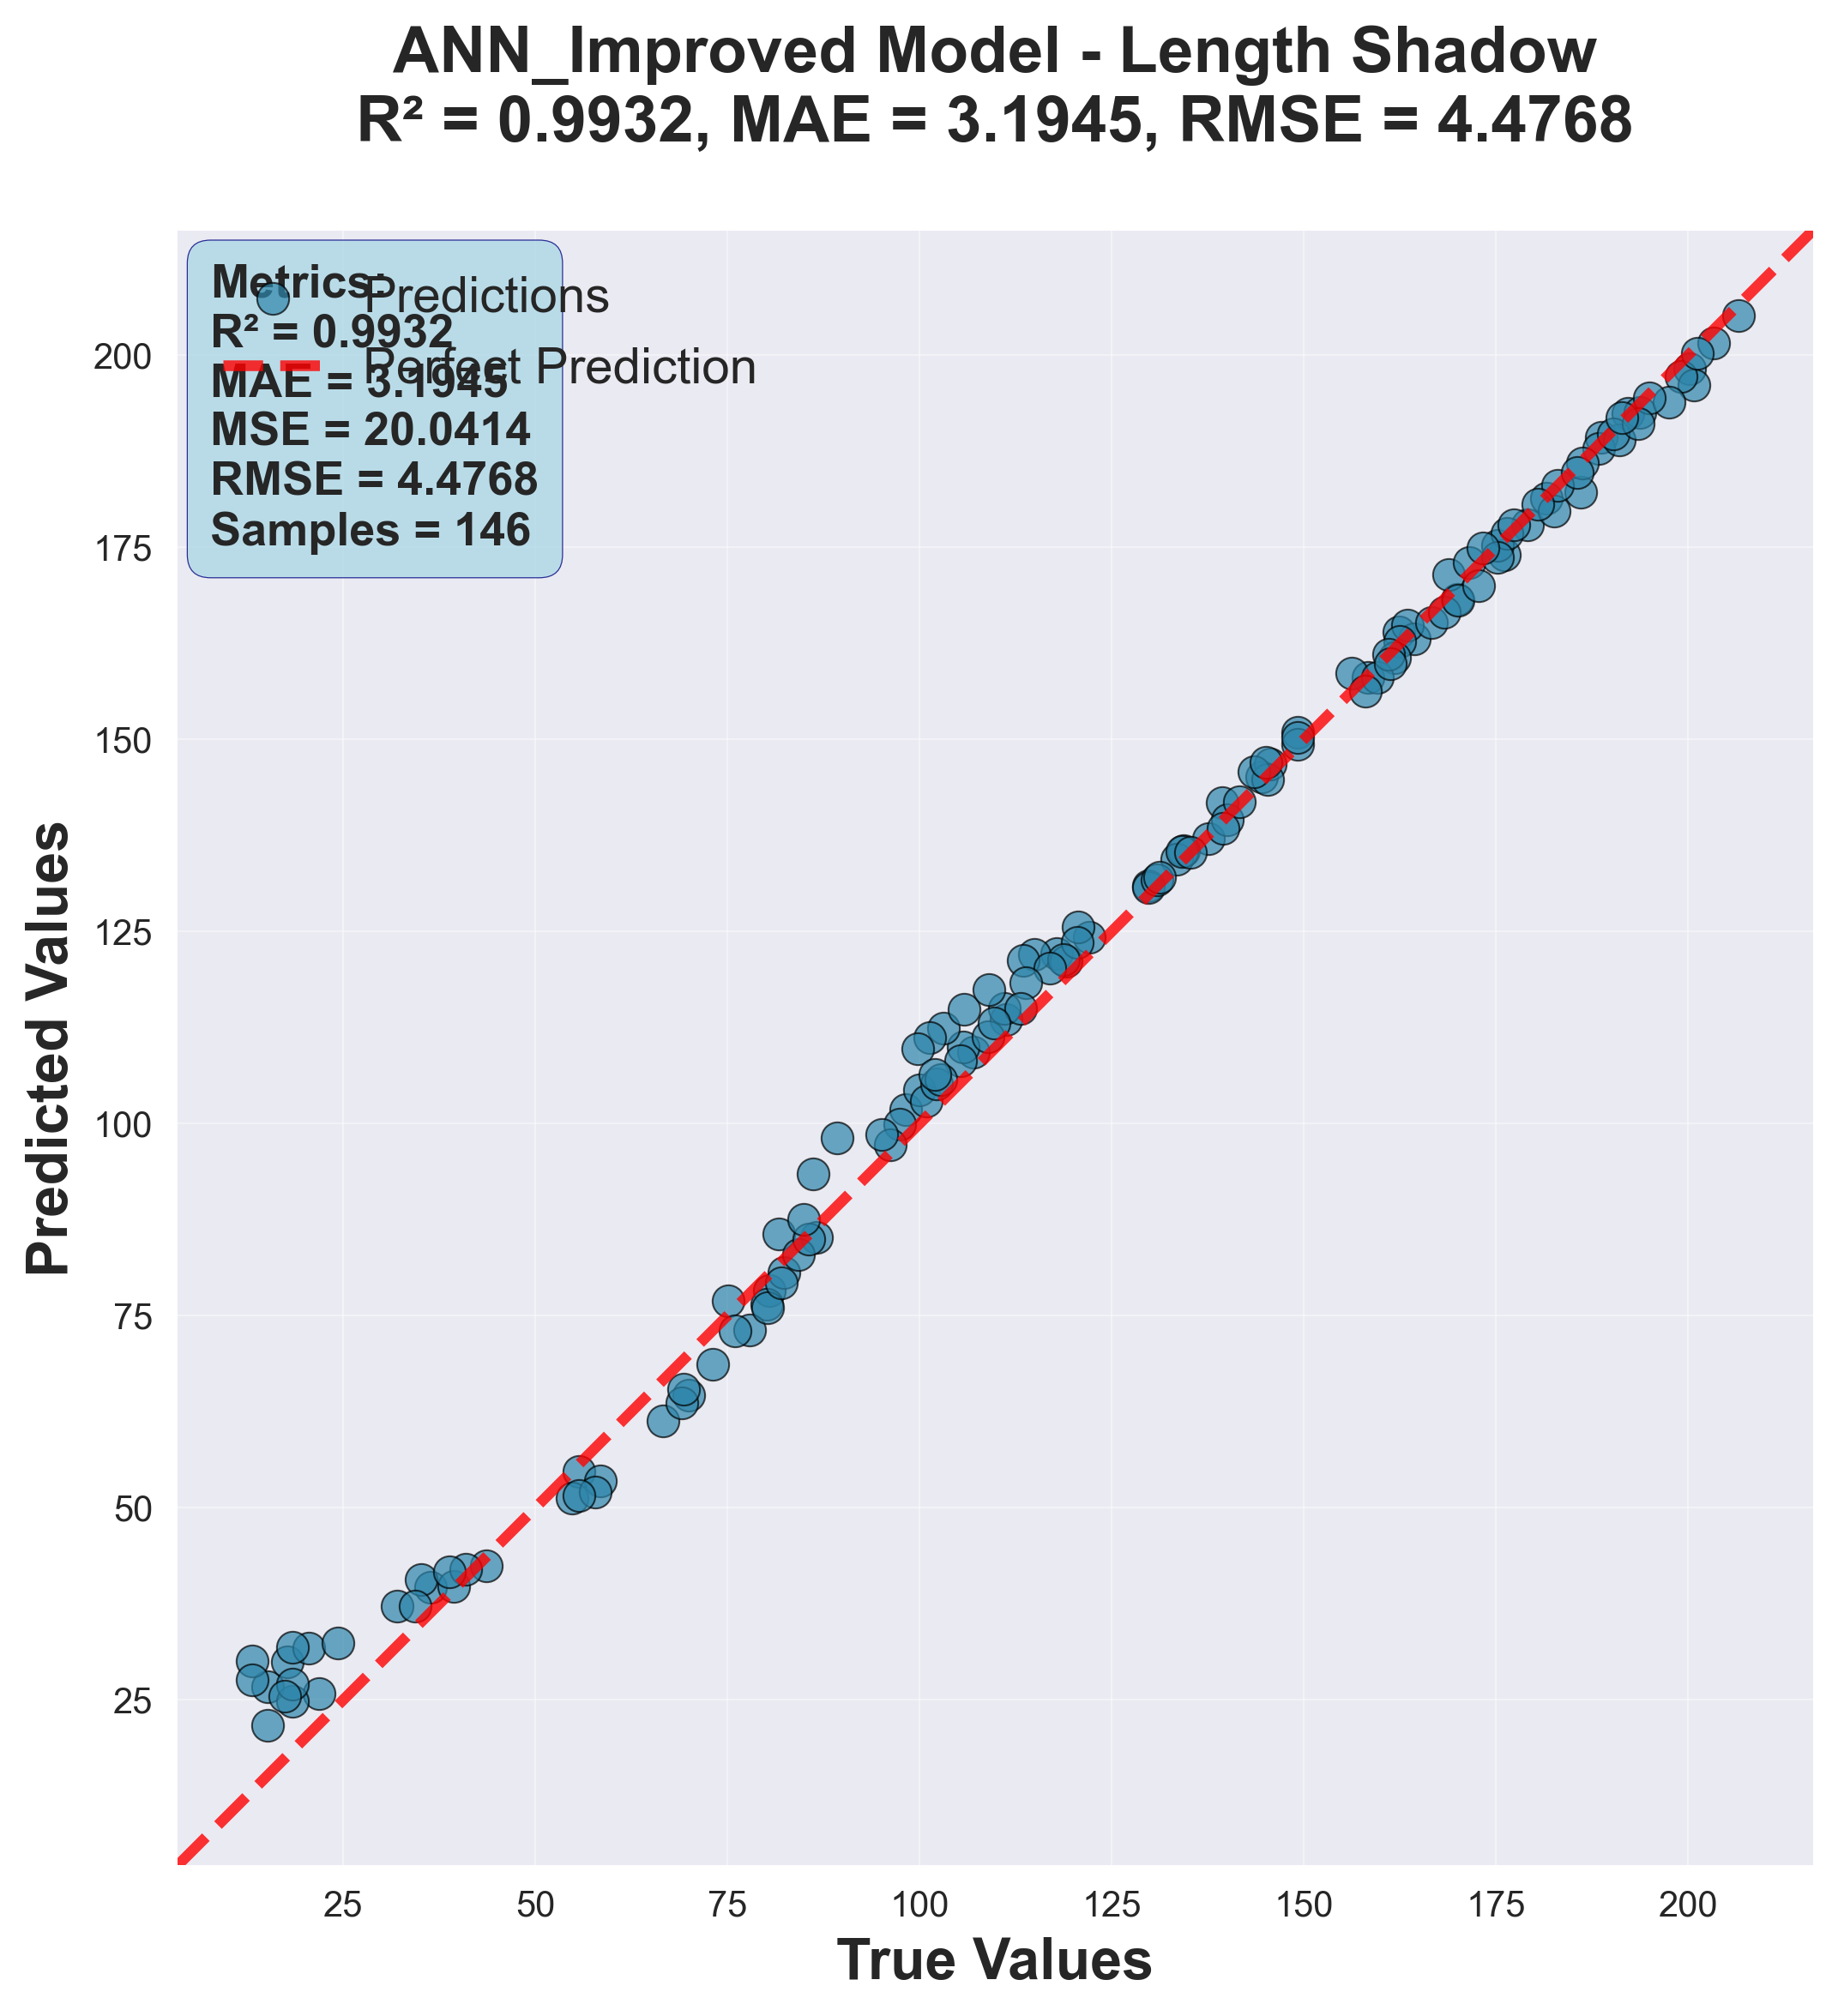 ANN_Improved Model - Length Shadow
R² = 0.9932, MAE = 3.1945, RMSE = 4.4768
Metrics:
R² = 0.9932
MAE = 3.1945
MSE = 20.0414
RMSE = 4.4768
Samples = 146
Predictions
Perfect Prediction
Predicted Values
200
175
150
125
100
75
50
25
25 50 75 100 125 150 175 200
True Values